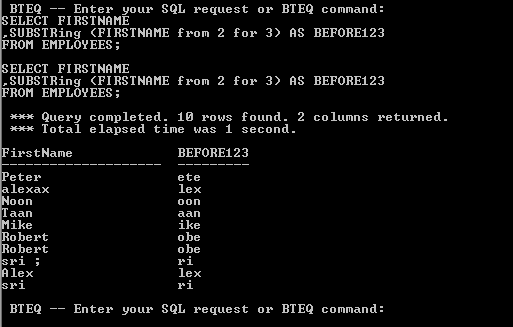 BTEQ -- Enter your SQL request or BTEQ command:
SELECT FIRSTNAME
,SUBSTRing (FIRSTNAME from 2 for 3) AS BEFORE123
FROM EMPLOYEES;
SELECT FIRSTNAME
,SUBSTRing (FIRSTNAME from 2 for 3) AS BEFORE123
FROM EMPLOYEES;
*** Query completed. 10 rows found. 2 columns returned.
*** Total elapsed time was 1 second.
FirstName BEFORE123
-------------------- ---------
Peter ete
alexax lex
Noon oon
Taan aan
Mike ike
Robert obe
Robert obe
sri ; ri
Alex lex
sri ri
BTEQ -- Enter your SQL request or BTEQ command: